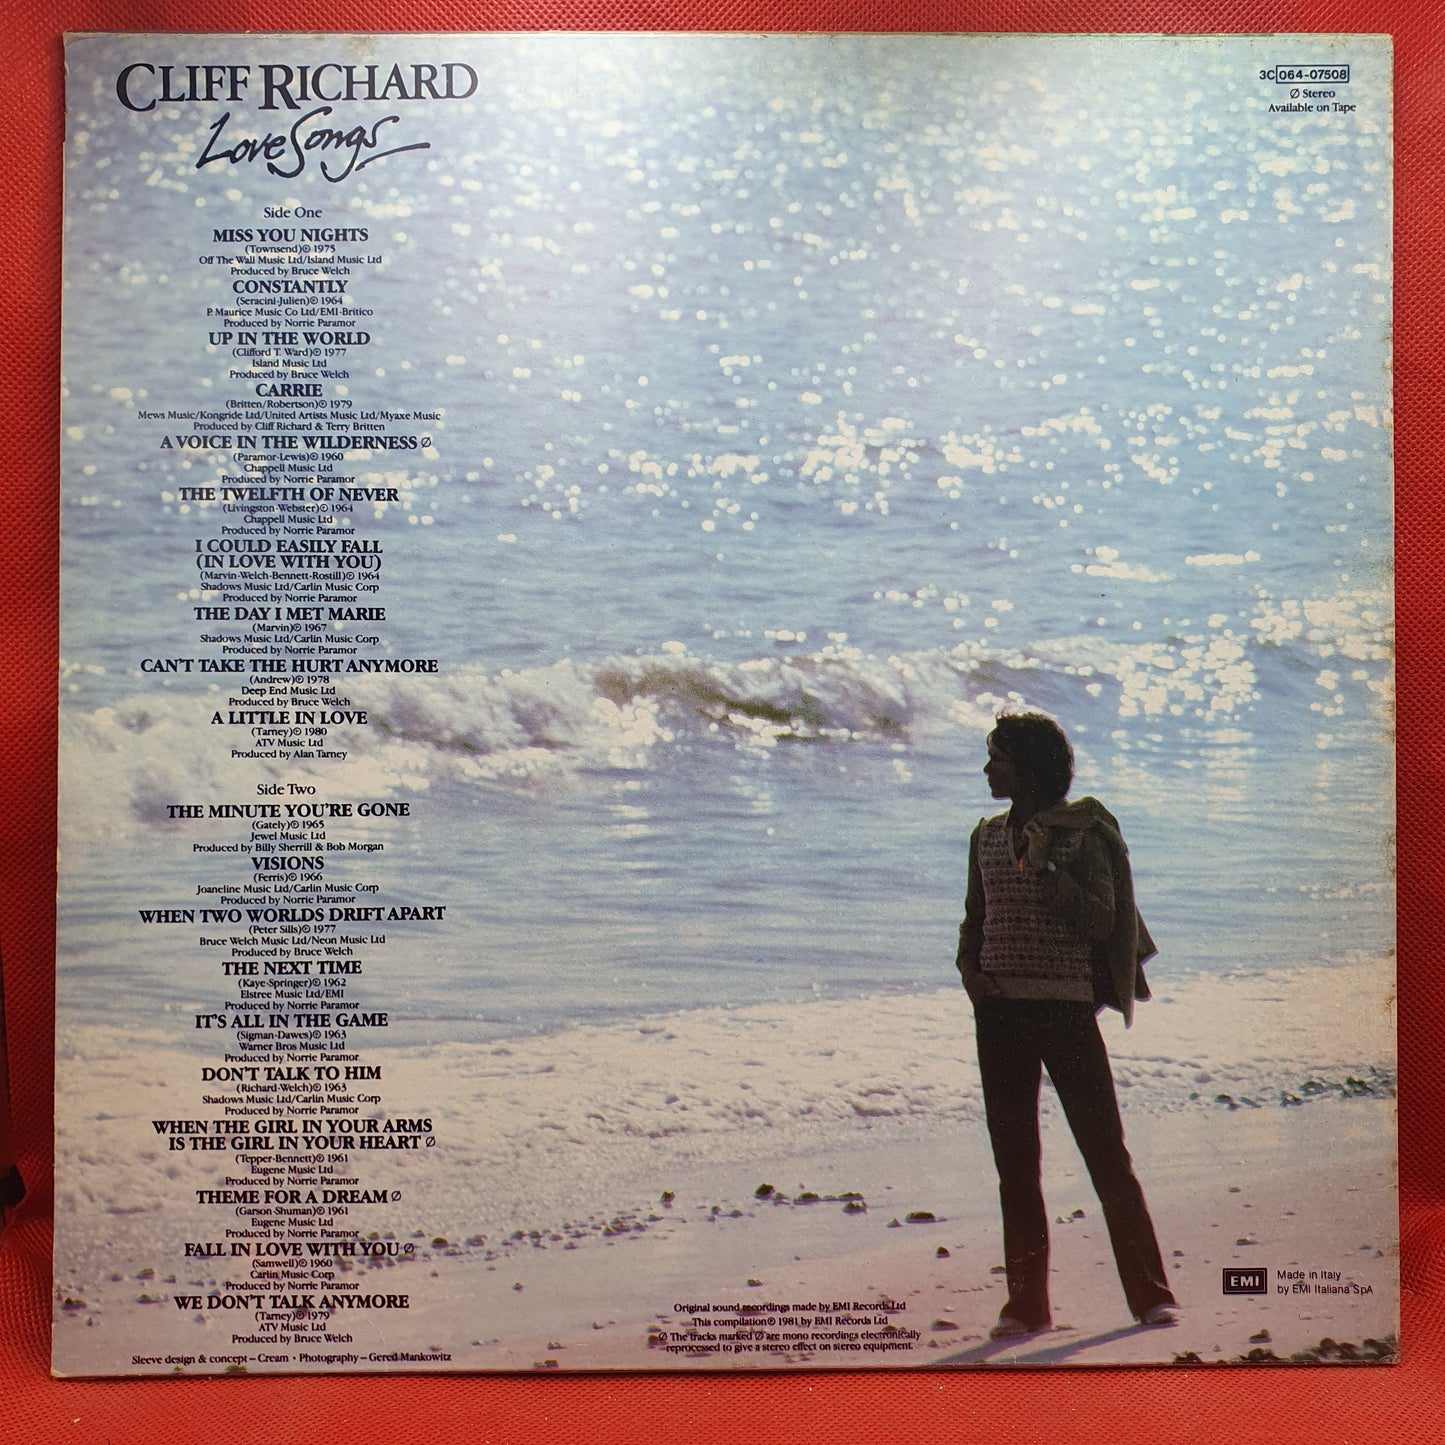 CLIFF RICHARD
Love Songs
3C 064-07508
Ø Stereo
Available on Tape
Side One
MISS YOU NIGHTS
(Townsend)℗ 1975
Off The Wall Music Ltd/Island Music Ltd
Produced by Bruce Welch
CONSTANTLY
(Seracini-Julien)℗ 1964
P. Maurice Music Co Ltd/EMI-Britico
Produced by Norrie Paramor
UP IN THE WORLD
(Clifford T. Ward)℗ 1977
Island Music Ltd
Produced by Bruce Welch
CARRIE
(Britten/Robertson)℗ 1979
Mews Music/Kongride Ltd/United Artists Music Ltd/Myaxe Music
Produced by Cliff Richard & Terry Britten
A VOICE IN THE WILDERNESS Ø
(Paramor-Lewis)℗ 1960
Chappell Music Ltd
Produced by Norrie Paramor
THE TWELFTH OF NEVER
(Livingston-Webster)℗ 1964
Chappell Music Ltd
Produced by Norrie Paramor
I COULD EASILY FALL
(IN LOVE WITH YOU)
(Marvin-Welch-Bennett-Rostill)℗ 1964
Shadows Music Ltd/Carlin Music Corp
Produced by Norrie Paramor
THE DAY I MET MARIE
(Marvin)℗ 1967
Shadows Music Ltd/Carlin Music Corp
Produced by Norrie Paramor
CAN'T TAKE THE HURT ANYMORE
(Andrew)℗ 1978
Deep End Music Ltd
Produced by Bruce Welch
A LITTLE IN LOVE
(Tarney)℗ 1980
ATV Music Ltd
Produced by Alan Tarney
Side Two
THE MINUTE YOU'RE GONE
(Gately)℗ 1965
Jewel Music Ltd
Produced by Billy Sherrill & Bob Morgan
VISIONS
(Ferris)℗ 1966
Joaneline Music Ltd/Carlin Music Corp
Produced by Norrie Paramor
WHEN TWO WORLDS DRIFT APART
(Peter Sills)℗ 1977
Bruce Welch Music Ltd/Neon Music Ltd
Produced by Bruce Welch
THE NEXT TIME
(Kaye-Springer)℗ 1962
Elstree Music Ltd/EMI
Produced by Norrie Paramor
IT'S ALL IN THE GAME
(Sigman-Dawes)℗ 1963
Warner Bros Music Ltd
Produced by Norrie Paramor
DON'T TALK TO HIM
(Richard-Welch)℗ 1963
Shadows Music Ltd/Carlin Music Corp
Produced by Norrie Paramor
WHEN THE GIRL IN YOUR ARMS
IS THE GIRL IN YOUR HEART Ø
(Tepper-Bennett)℗ 1961
Eugene Music Ltd
Produced by Norrie Paramor
THEME FOR A DREAM Ø
(Garson-Shuman)℗ 1961
Eugene Music Ltd
Produced by Norrie Paramor
FALL IN LOVE WITH YOU Ø
(Samwell)℗ 1960
Carlin Music Corp
Produced by Norrie Paramor
WE DON'T TALK ANYMORE
(Tarney)℗ 1979
ATV Music Ltd
Produced by Bruce Welch
Sleeve design & concept – Cream • Photography – Gered Mankowitz
Original sound recordings made by EMI Records Ltd
This compilation℗ 1981 by EMI Records Ltd
Ø The tracks marked Ø are mono recordings electronically
reprocessed to give a stereo effect on stereo equipment.
EMI
Made in Italy
by EMI Italiana SpA